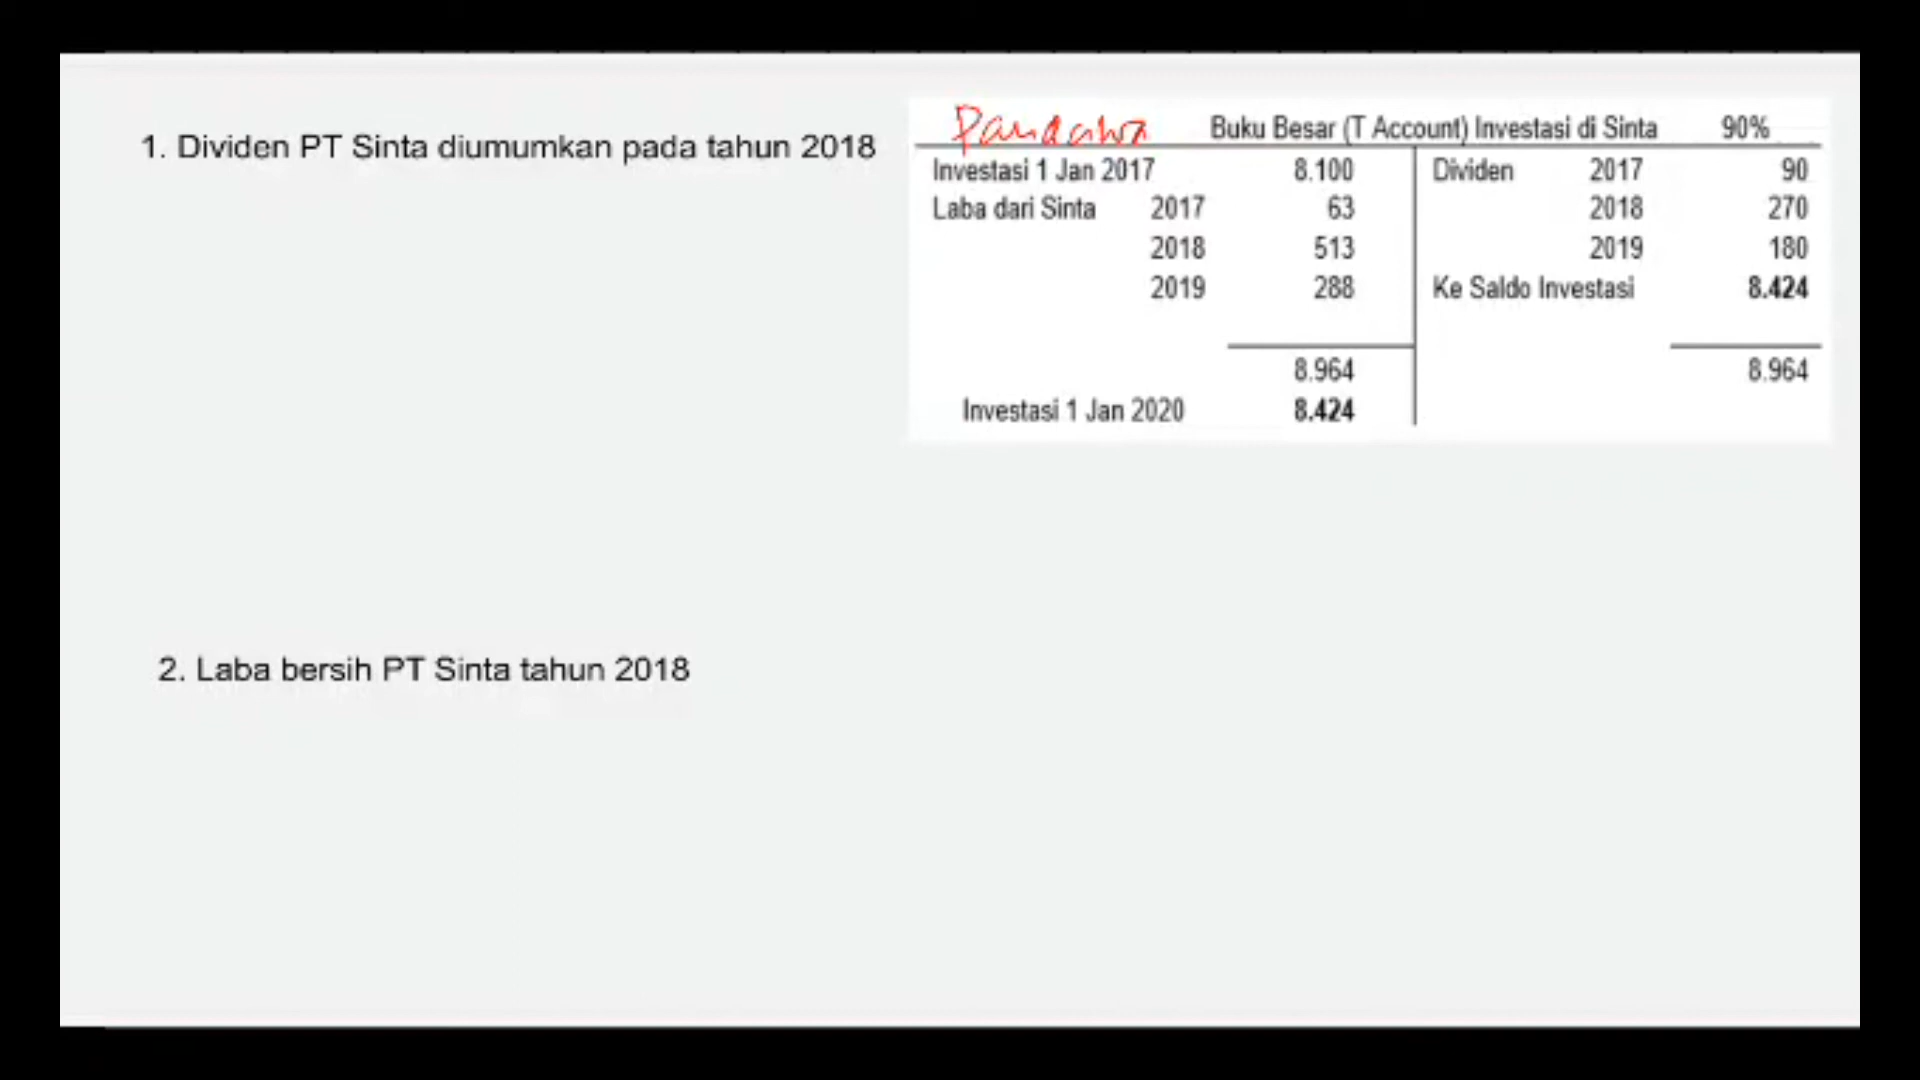 1. Dividen PT Sinta diumumkan pada tahun 2018
Pandawa Buku Besar (T Account) Investasi di Sinta 90%
Investasi 1 Jan 2017 8.100 Dividen 2017 90
Laba dari Sinta 2017 63 2018 270
2018 513 2019 180
2019 288 Ke Saldo Investasi 8.424
8.964 8.964
Investasi 1 Jan 2020 8.424
2. Laba bersih PT Sinta tahun 2018